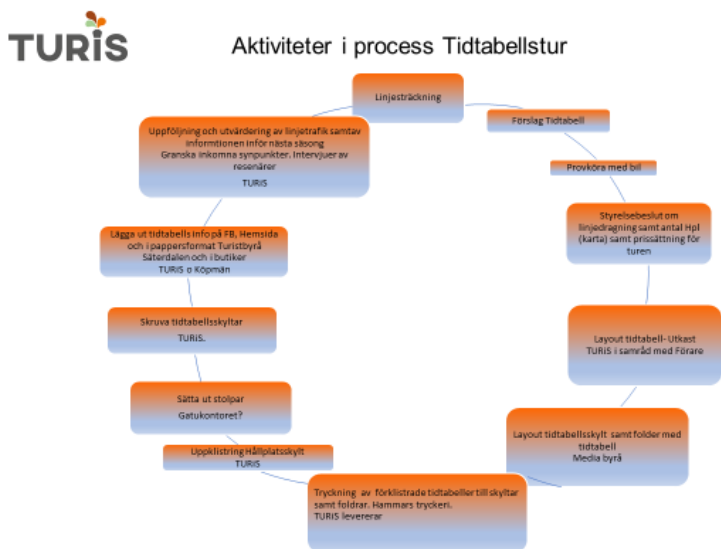 TURiS
Aktiviteter i process Tidtabellstur
Linjesträckning
Förslag Tidtabell
Provköra med bil
Styrelsebeslut om
linjedragning samt antal Hpl
(karta) samt prissättning för
turen
Layout tidtabell- Utkast
TURiS i samråd med Förare
Layout tidtabellsskylt samt folder med
tidtabell
Media byrå
Tryckning av förklistrade tidtabeller till skyltar
samt foldrar. Hammars tryckeri.
TURiS levererar
Uppklistring Hållplatsskylt
TURiS
Sätta ut stolpar
Gatukontoret?
Skruva tidtabellsskyltar
TURiS.
Lägga ut tidtabells info på FB, Hemsida
och i pappersformat Turistbyrå
Säterdalen och i butiker
TURiS o Köpmän
Uppföljning och utvärdering av linjetrafik samtav
informtionen inför nästa säsong
Granska inkomna synpunkter. Intervjuer av
resenärer
TURiS